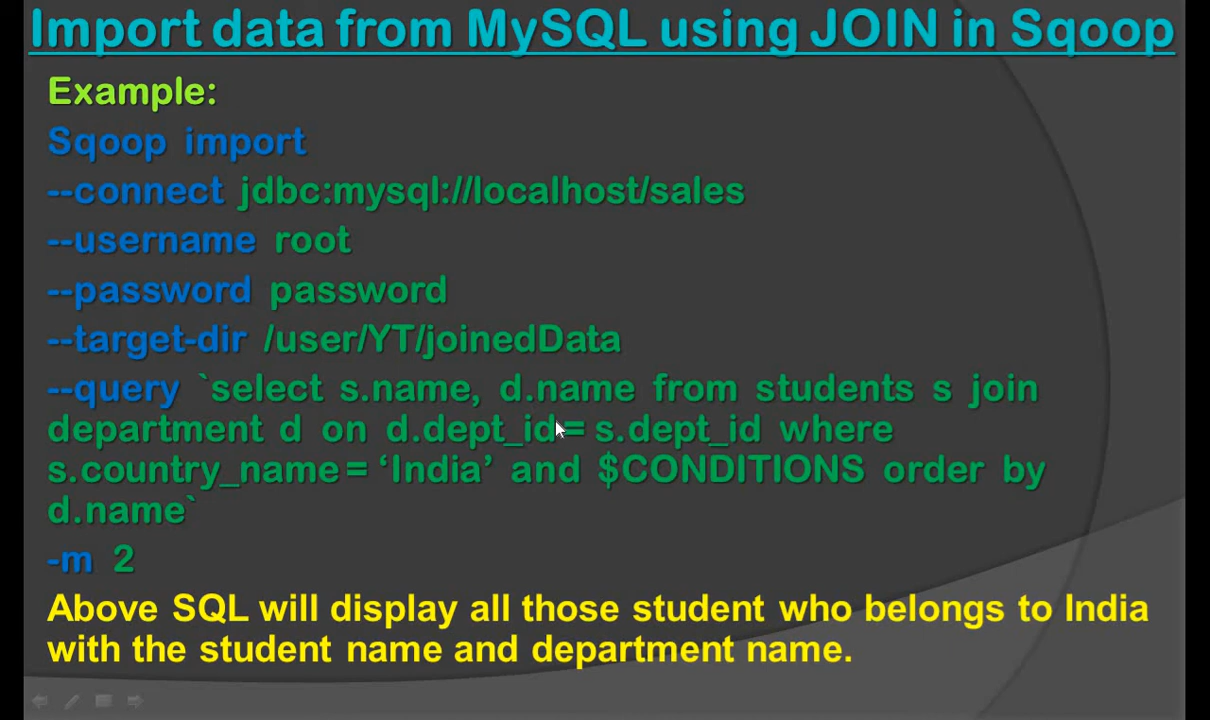 Import data from MySQL using JOIN in Sqoop
Example:
Sqoop import
--connect jdbc:mysql://localhost/sales
--username root
--password password
--target-dir /user/YT/joinedData
--query `select s.name, d.name from students s join
department d on d.dept_id= s.dept_id where
s.country_name= ‘India’ and $CONDITIONS order by
d.name`
-m 2
Above SQL will display all those student who belongs to India
with the student name and department name.